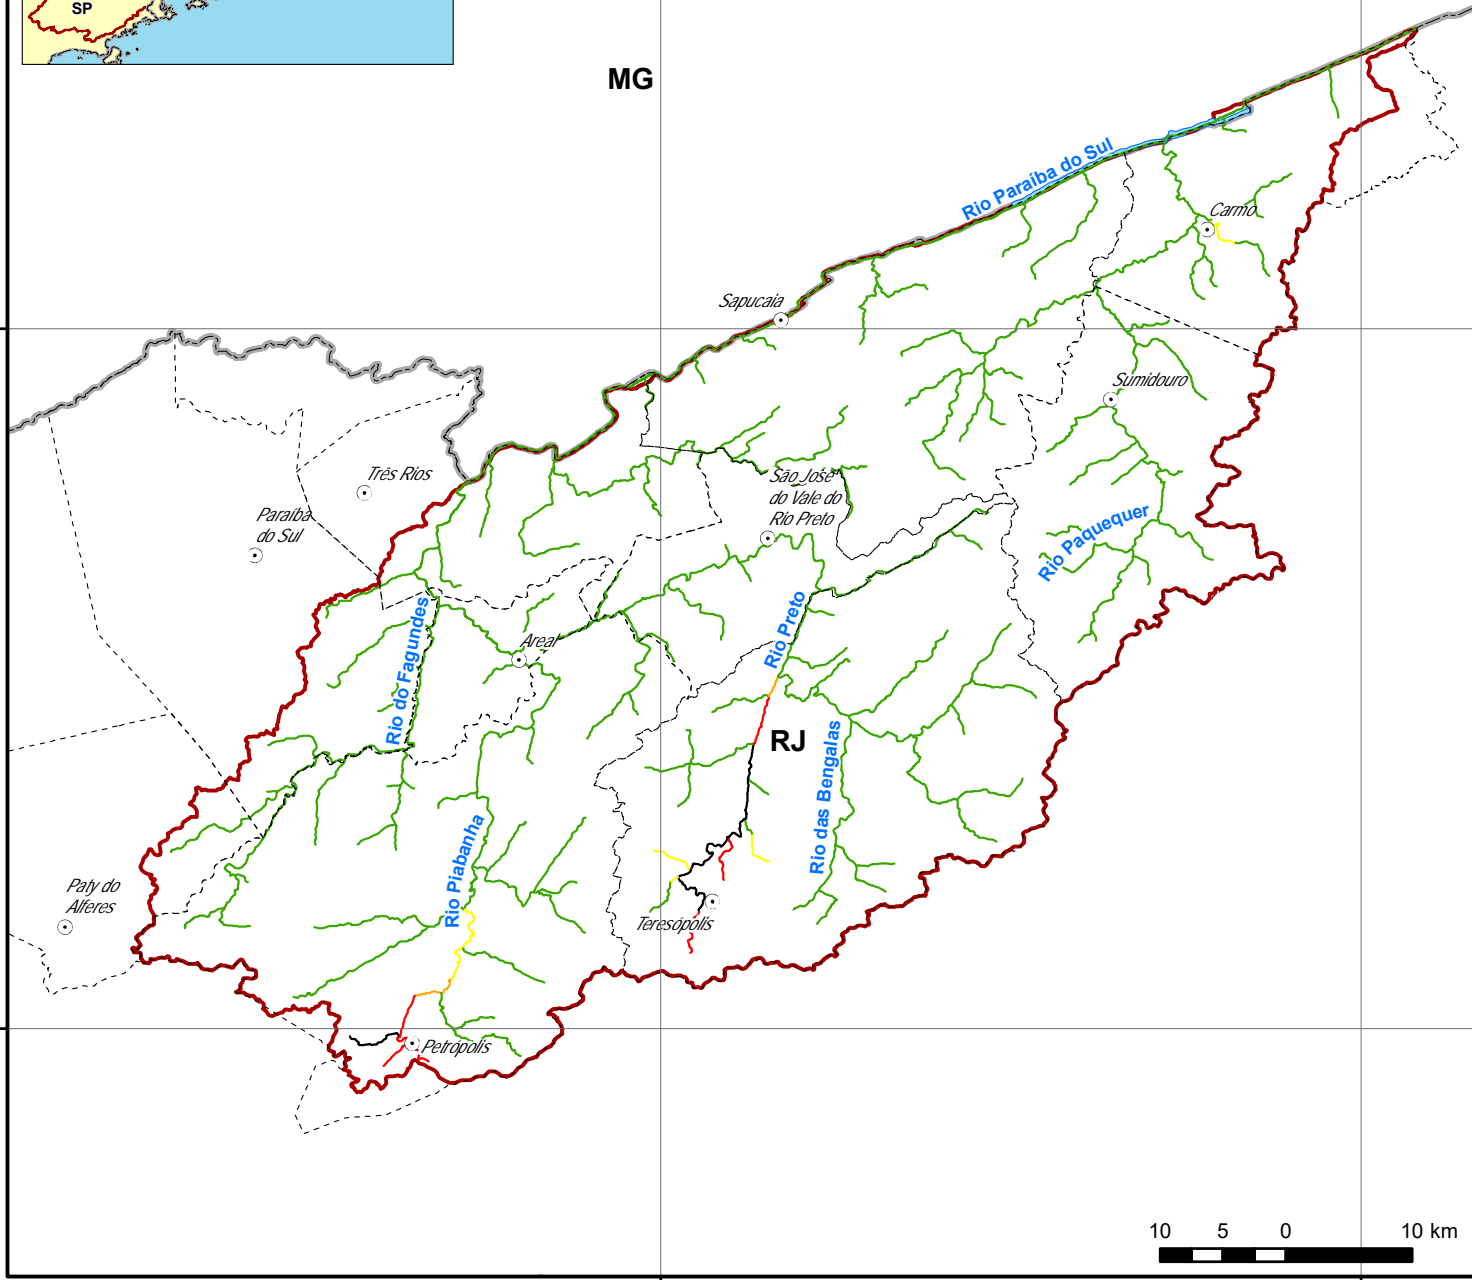 SP
MG
Rio Paraíba do Sul
Carmo
Sapucaia
Sumidouro
Três Rios
São José
do Vale do
Rio Preto
Paraíba
do Sul
Rio Paquequer
Rio do Fagundes
Rio Preto
Areal
RJ
Rio das Bengalas
Rio Piabanha
Paty do
Alferes
Teresópolis
Petrópolis
10 5 0 10 km